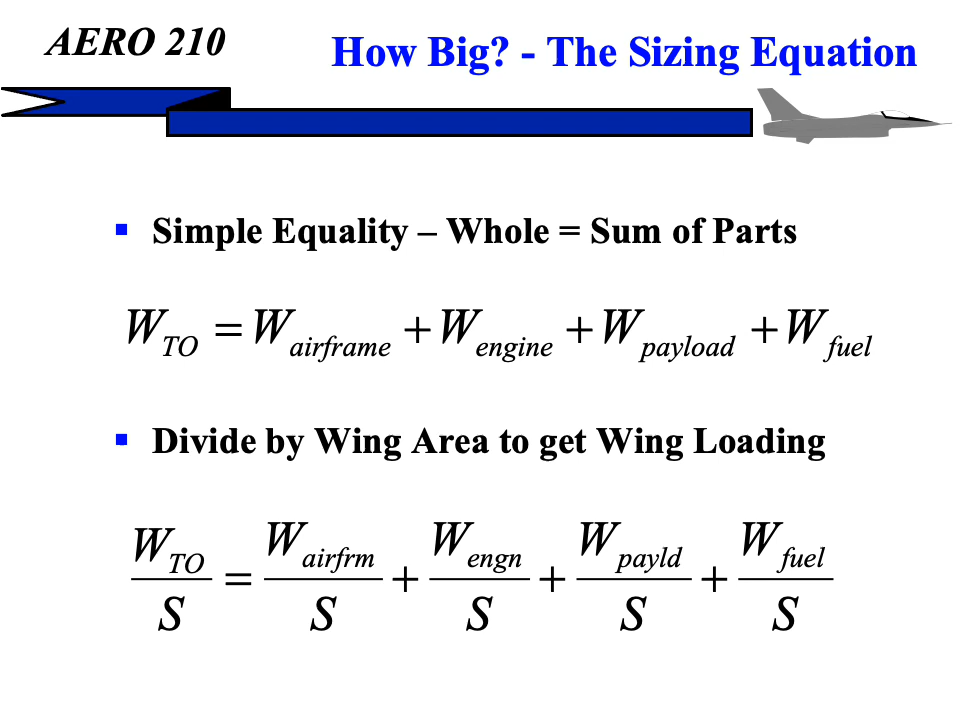 AERO 210
How Big? - The Sizing Equation
▪ Simple Equality – Whole = Sum of Parts
W_TO = W_airframe + W_engine + W_payload + W_fuel
▪ Divide by Wing Area to get Wing Loading
W_TO/S = W_airfrm/S + W_engn/S + W_payld/S + W_fuel/S